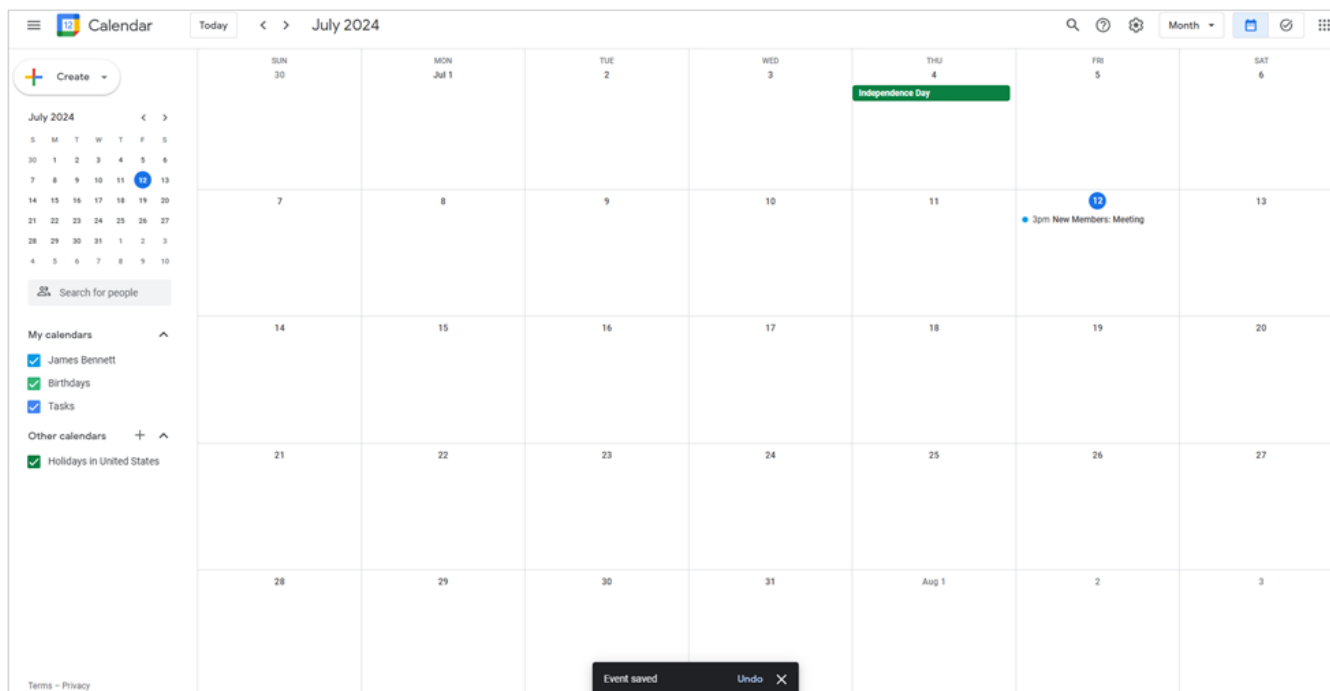 12 Calendar Today July 2024 Month
Create
July 2024
S M T W T F S
30 1 2 3 4 5 6
7 8 9 10 11 12 13
14 15 16 17 18 19 20
21 22 23 24 25 26 27
28 29 30 31 1 2 3
4 5 6 7 8 9 10
Search for people
My calendars
James Bennett
Birthdays
Tasks
Other calendars
Holidays in United States
Terms – Privacy
SUN MON TUE WED THU FRI SAT
30 Jul 1 2 3 4 5 6
Independence Day
7 8 9 10 11 12 13
3pm New Members: Meeting
14 15 16 17 18 19 20
21 22 23 24 25 26 27
28 29 30 31 Aug 1 2 3
Event saved Undo